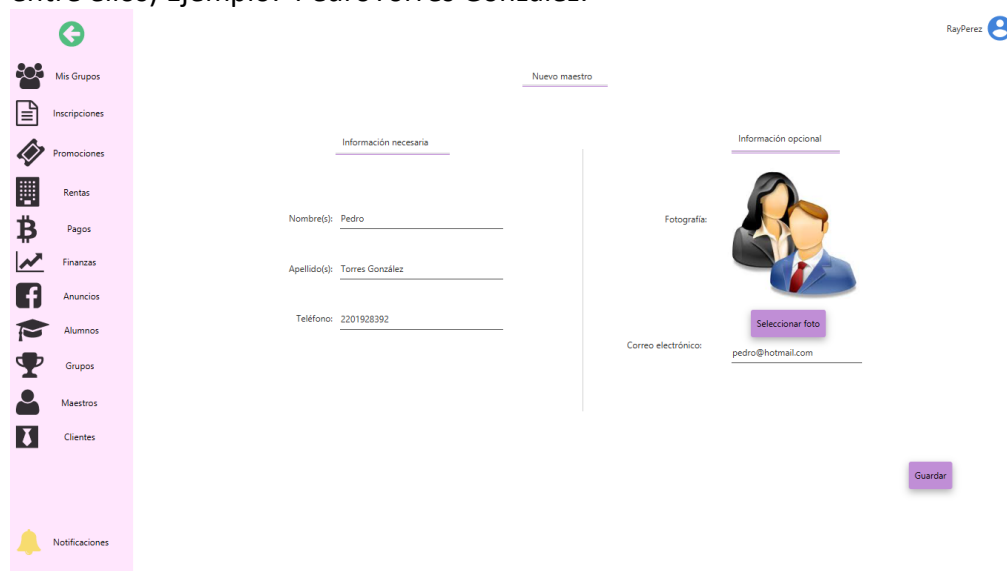 entre ellos, Ejemplo: "PedroTorres González.
RayPerez
Mis Grupos
Inscripciones
Promociones
Rentas
Pagos
Finanzas
Anuncios
Alumnos
Grupos
Maestros
Clientes
Notificaciones
Nuevo maestro
Información necesaria
Nombre(s): Pedro
Apellido(s): Torres González
Teléfono: 2201928392
Información opcional
Fotografía:
Seleccionar foto
Correo electrónico: pedro@hotmail.com
Guardar